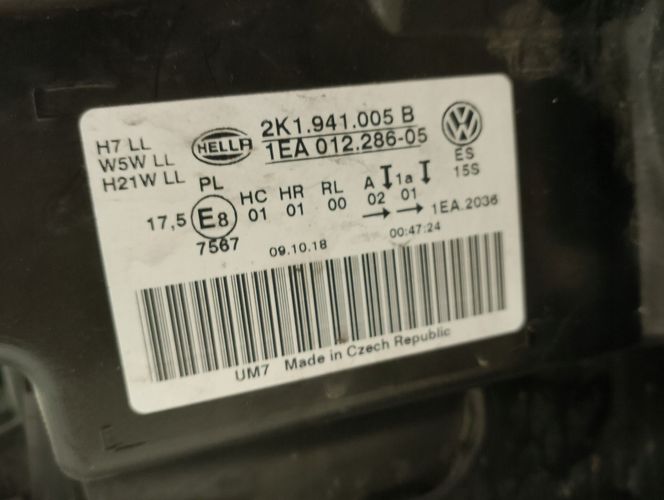 H7 LL
W5W LL
H21W LL
HELLA
2K1.941.005 B
1EA 012.286-05
VW
ES
15S
PL
17,5 E8
7567
HC HR RL A 1a
01 01 00 02 01
1EA.2036
09.10.18
00:47:24
UM7 Made in Czech Republic